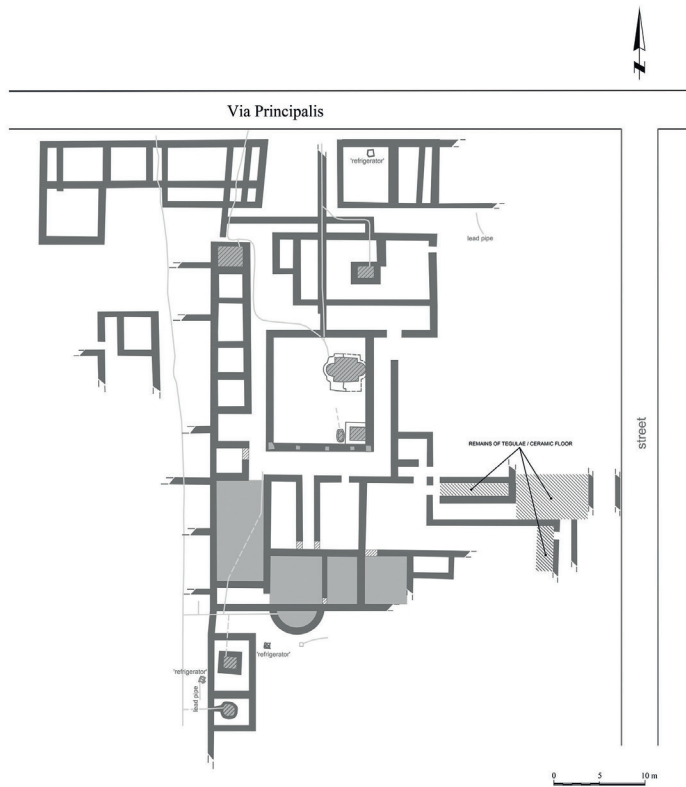 N
Via Principalis
'refrigerator'
lead pipe
REMAINS OF TEGULAE / CERAMIC FLOOR
street
'refrigerator'
'refrigerator'
lead pipe
0 5 10 m